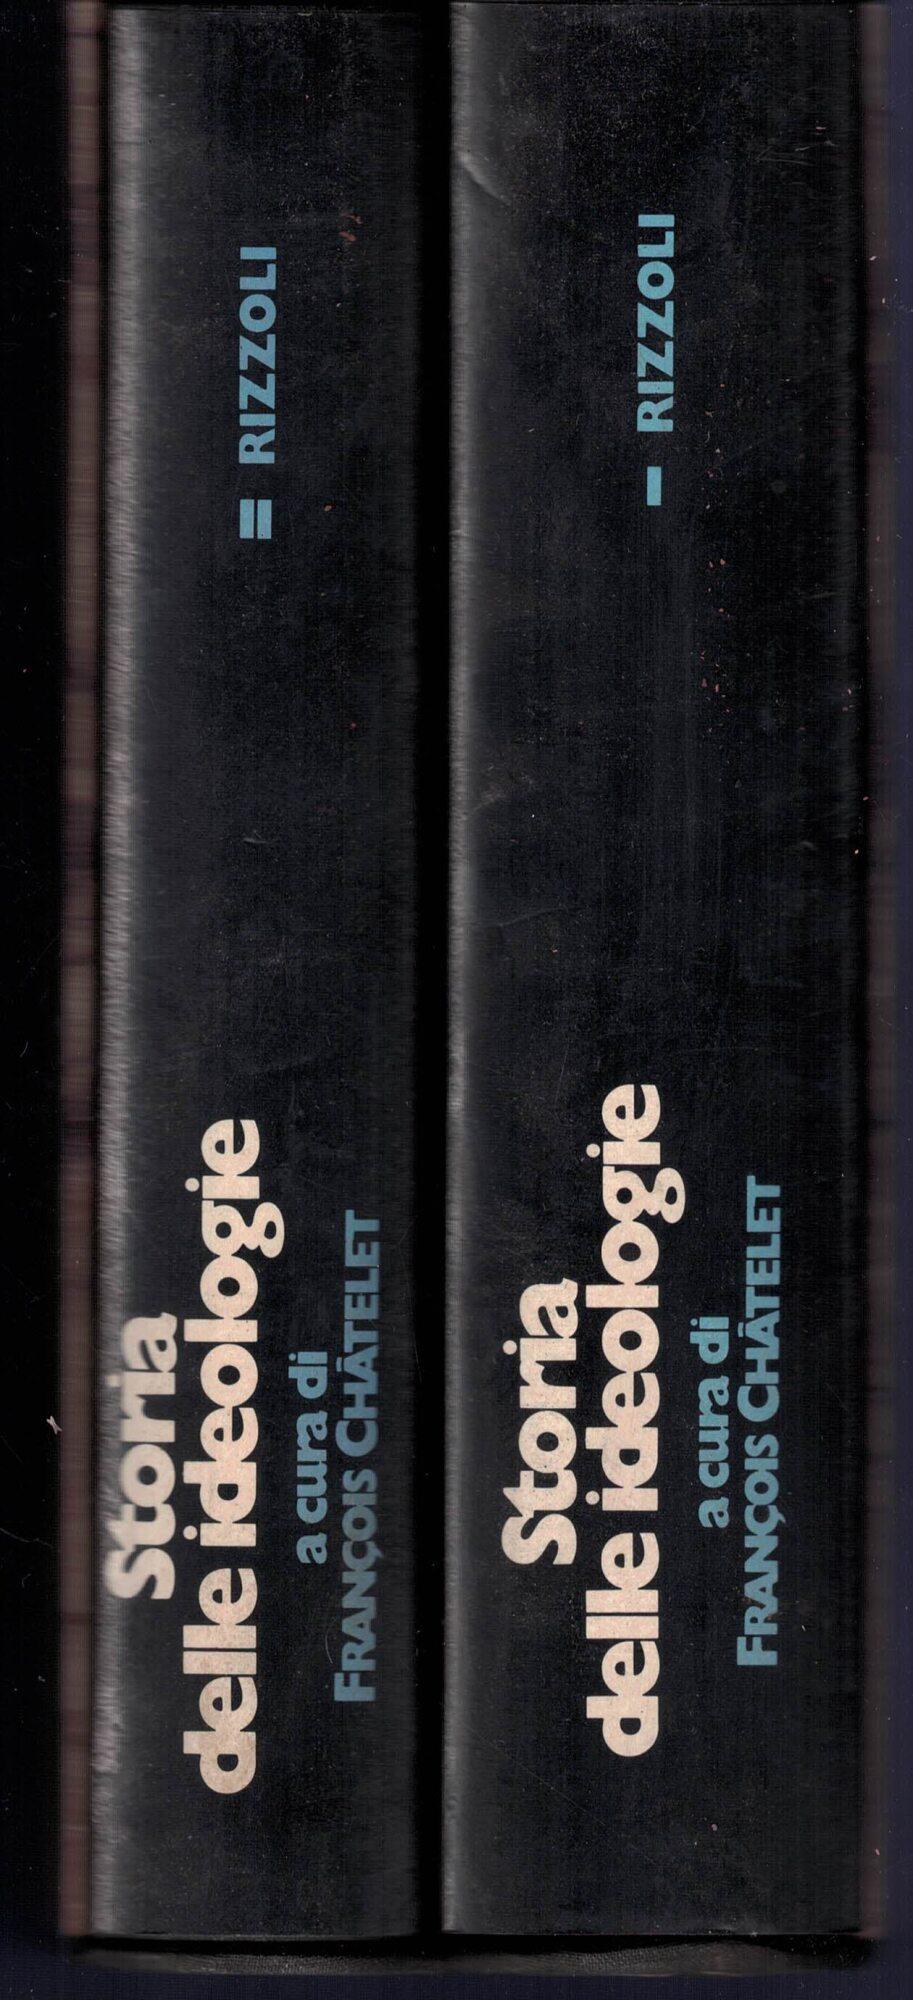 Storia
delle ideologie
a cura di
FRANÇOIS CHÂTELET
II RIZZOLI
Storia
delle ideologie
a cura di
FRANÇOIS CHÂTELET
I RIZZOLI